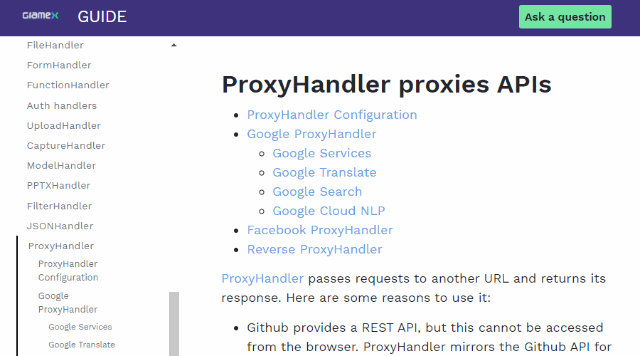 GramеX GUIDE
Ask a question
FileHandler
FormHandler
FunctionHandler
Auth handlers
UploadHandler
CaptureHandler
ModelHandler
PPTXHandler
FilterHandler
JSONHandler
ProxyHandler
ProxyHandler
Configuration
Google
ProxyHandler
Google Services
Google Translate
ProxyHandler proxies APIs
ProxyHandler Configuration
Google ProxyHandler
Google Services
Google Translate
Google Search
Google Cloud NLP
Facebook ProxyHandler
Reverse ProxyHandler
ProxyHandler passes requests to another URL and returns its
response. Here are some reasons to use it:
Github provides a REST API, but this cannot be accessed
from the browser. ProxyHandler mirrors the Github API for